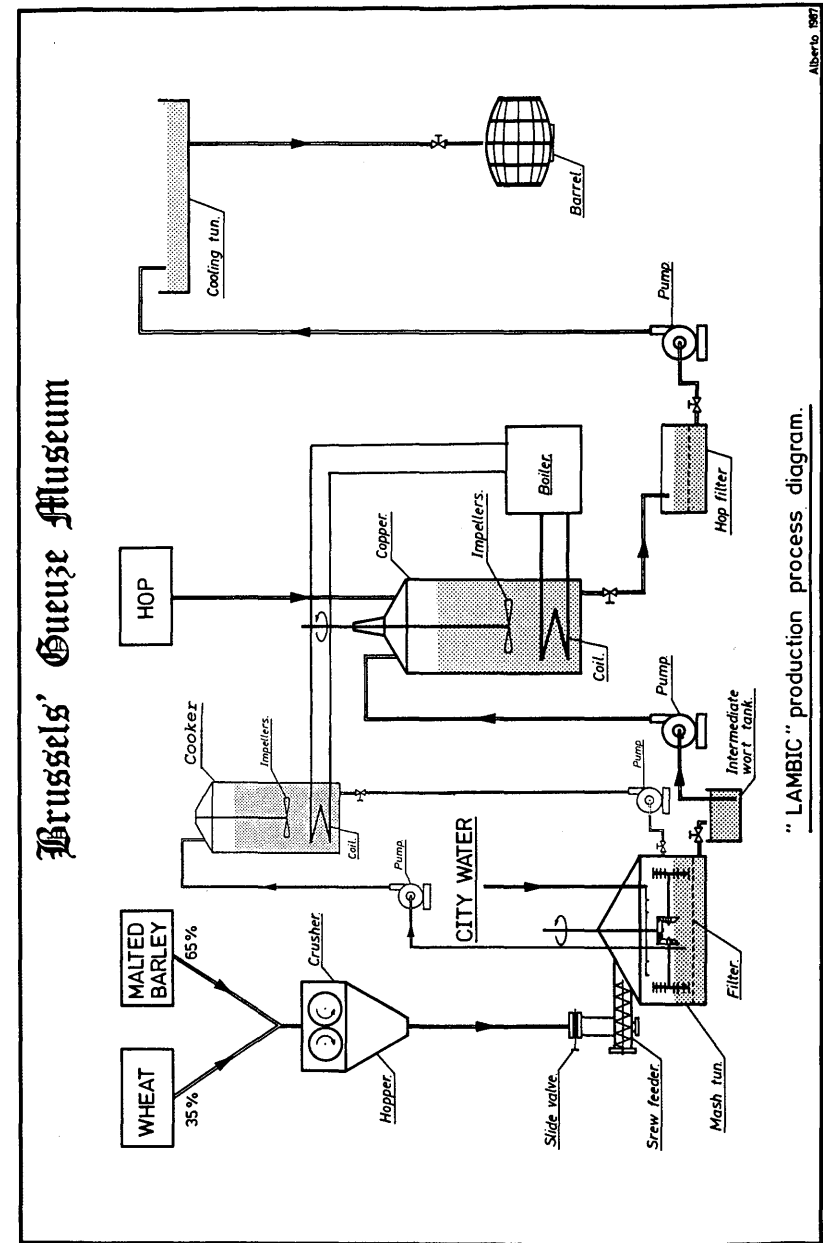 Brussels' Gueuze Museum
WHEAT
35%
MALTED
BARLEY
65%
HOP
Crusher.
Hopper.
Slide valve.
Srew feeder.
Mash tun.
Filter.
CITY WATER
Pump.
Cooker
Impellers.
Coil.
Pump
Intermediate
wort tank.
Pump.
Copper.
Impellers.
Coil.
Boiler.
Hop filter
Pump
Cooling tun.
Barrel.
"LAMBIC" production process diagram.
Alberto 1987